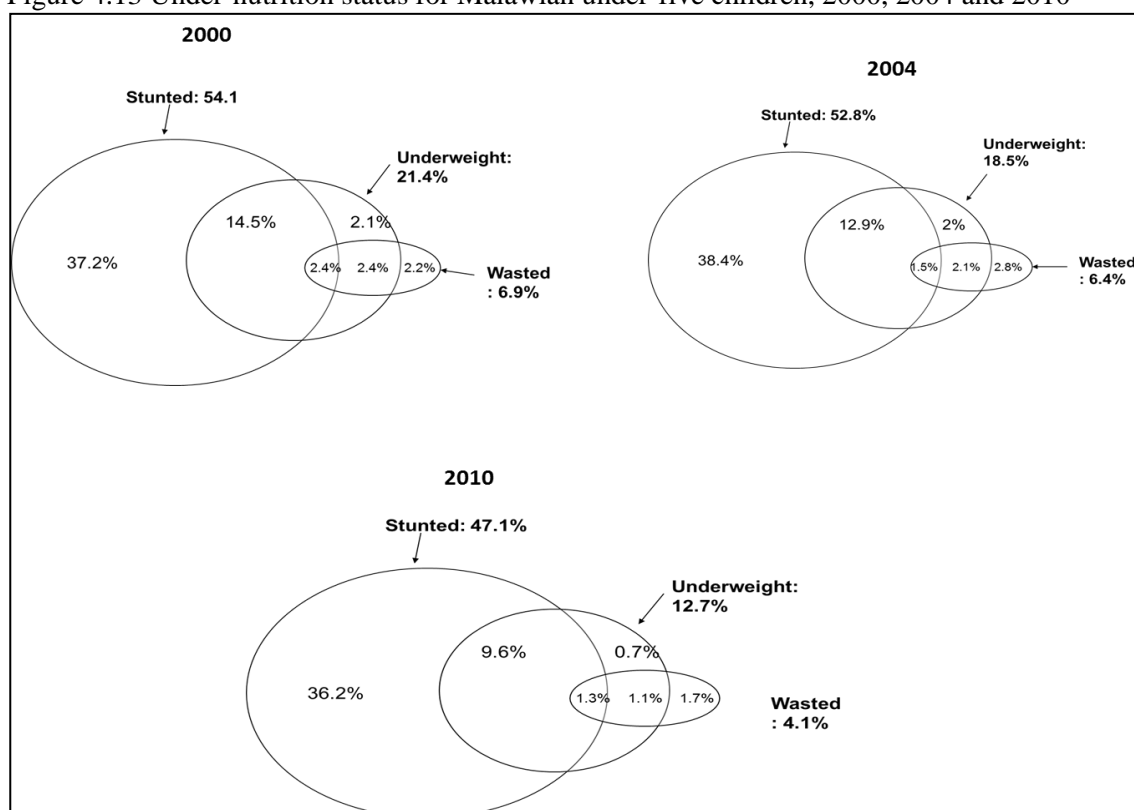 Figure 4.13 Under-nutrition status for Malawian under-five children, 2000, 2004 and 2010
2000
Stunted: 54.1
Underweight:
21.4%
14.5%
2.1%
37.2%
2.4%
2.4%
2.2%
Wasted
: 6.9%
2004
Stunted: 52.8%
Underweight:
18.5%
12.9%
2%
38.4%
1.5%
2.1%
2.8%
Wasted
: 6.4%
2010
Stunted: 47.1%
Underweight:
12.7%
9.6%
0.7%
36.2%
1.3%
1.1%
1.7%
Wasted
: 4.1%